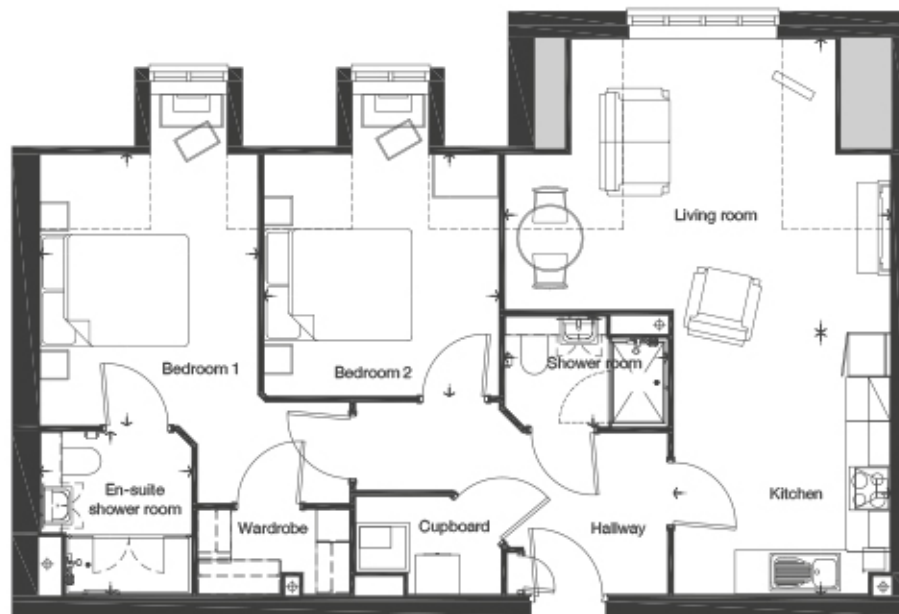 Living room
Bedroom 1
Bedroom 2
Shower room
En-suite
shower room
Wardrobe
Cupboard
Hallway
Kitchen